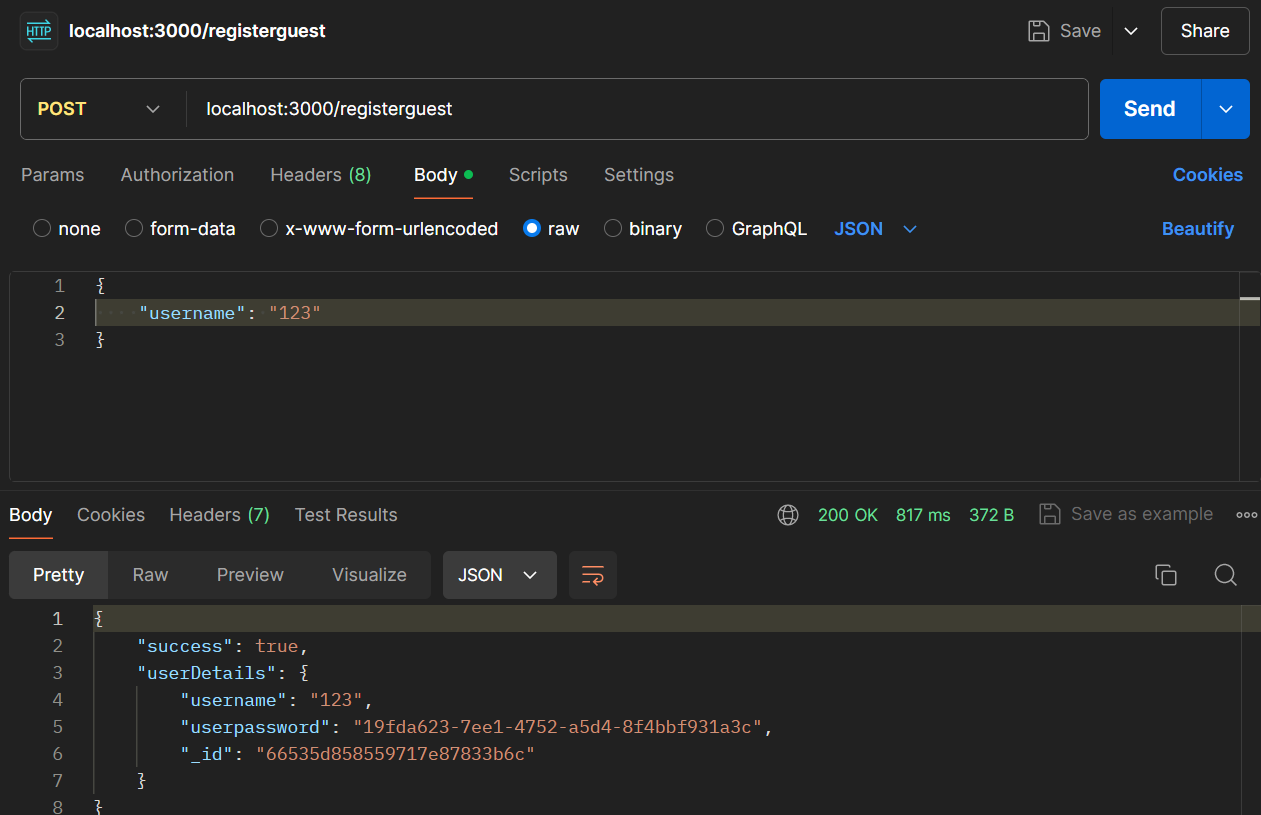 HTTP localhost:3000/registerguest Save Share
POST localhost:3000/registerguest Send
Params Authorization Headers (8) Body Scripts Settings Cookies
none form-data x-www-form-urlencoded raw binary GraphQL JSON Beautify
1 {
2 "username": "123"
3 }
Body Cookies Headers (7) Test Results 200 OK 817 ms 372 B Save as example
Pretty Raw Preview Visualize JSON
1 {
2 "success": true,
3 "userDetails": {
4 "username": "123",
5 "userpassword": "19fda623-7ee1-4752-a5d4-8f4bbf931a3c",
6 "_id": "66535d858559717e87833b6c"
7 }
8 }